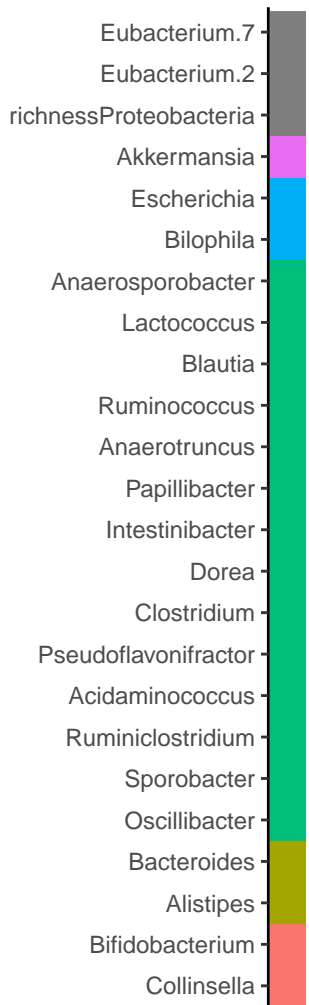 Eubacterium.7
Eubacterium.2
richnessProteobacteria
Akkermansia
Escherichia
Bilophila
Anaerosporobacter
Lactococcus
Blautia
Ruminococcus
Anaerotruncus
Papillibacter
Intestinibacter
Dorea
Clostridium
Pseudoflavonifractor
Acidaminococcus
Ruminiclostridium
Sporobacter
Oscillibacter
Bacteroides
Alistipes
Bifidobacterium
Collinsella